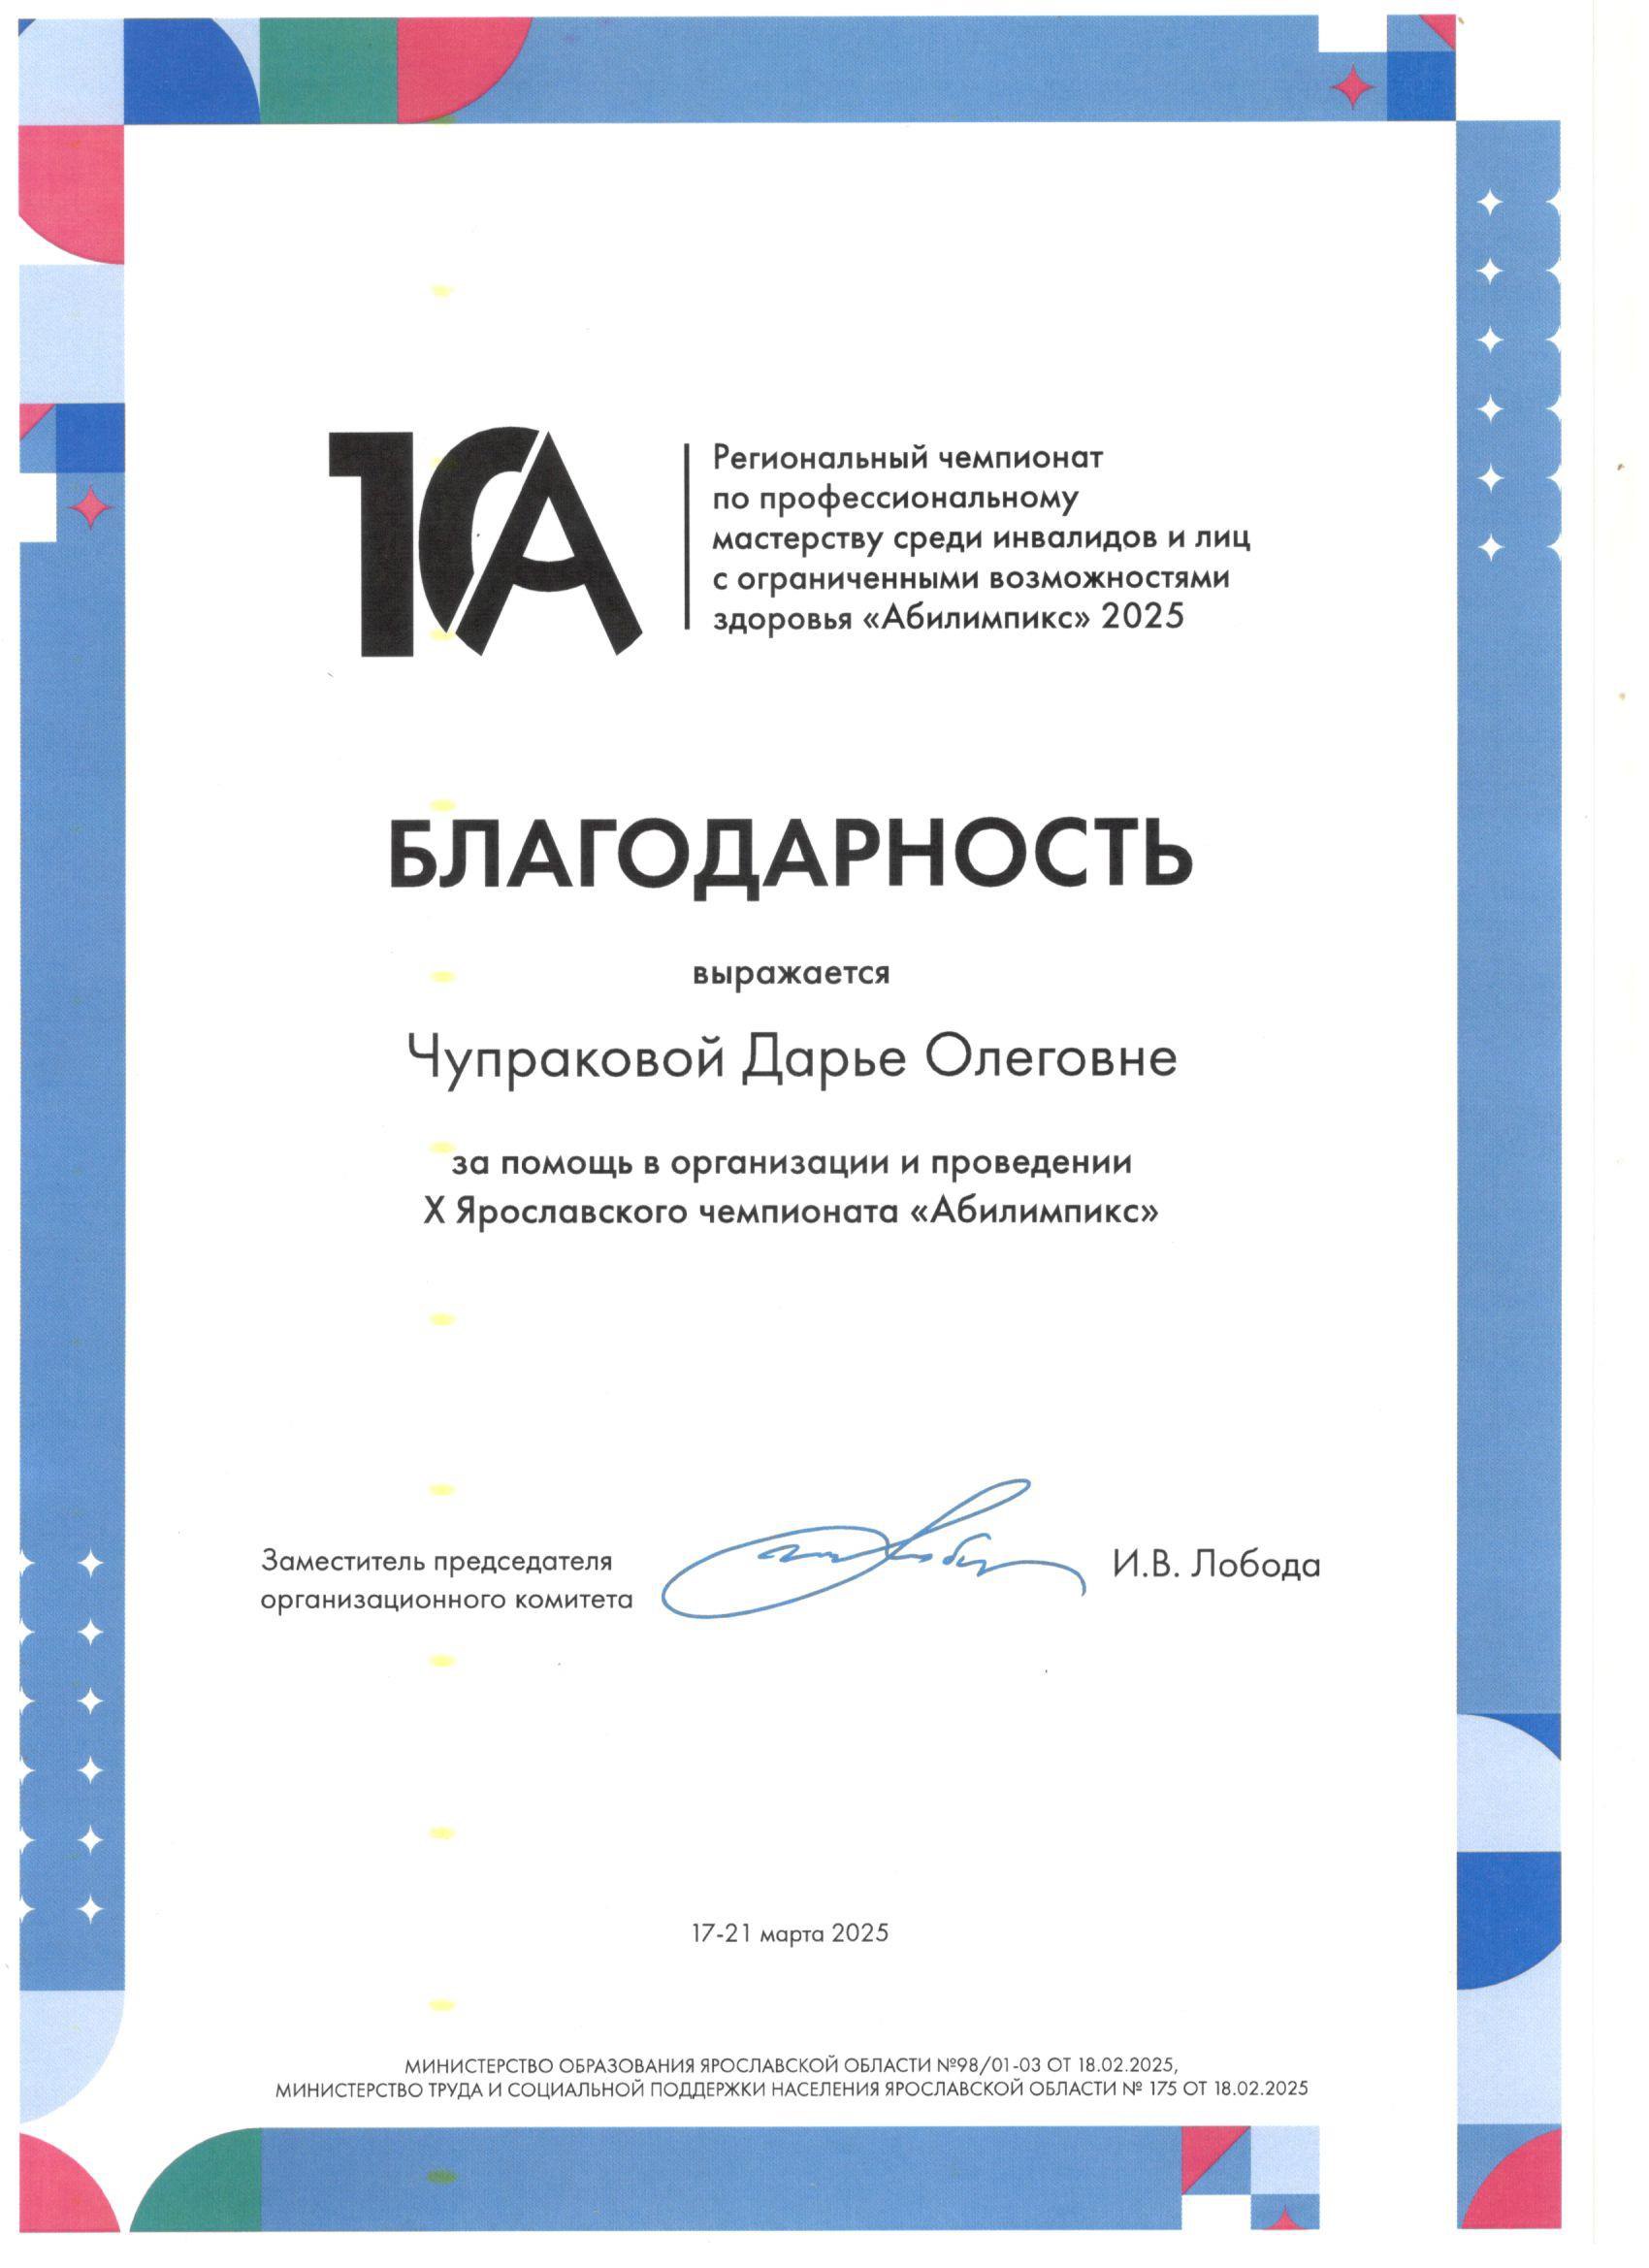 10А
Региональный чемпионат
по профессиональному
мастерству среди инвалидов и лиц
с ограниченными возможностями
здоровья «Абилимпикс» 2025
БЛАГОДАРНОСТЬ
выражается
Чупраковой Дарье Олеговне
за помощь в организации и проведении
X Ярославского чемпионата «Абилимпикс»
Заместитель председателя
организационного комитета
И.В. Лобода
17-21 марта 2025
МИНИСТЕРСТВО ОБРАЗОВАНИЯ ЯРОСЛАВСКОЙ ОБЛАСТИ №98/01-03 ОТ 18.02.2025,
МИНИСТЕРСТВО ТРУДА И СОЦИАЛЬНОЙ ПОДДЕРЖКИ НАСЕЛЕНИЯ ЯРОСЛАВСКОЙ ОБЛАСТИ № 175 ОТ 18.02.2025